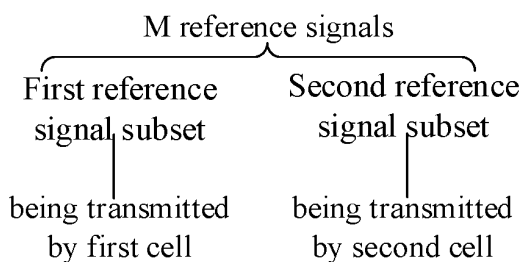 M reference signals
First reference
signal subset
Second reference
signal subset
being transmitted
by first cell
being transmitted
by second cell